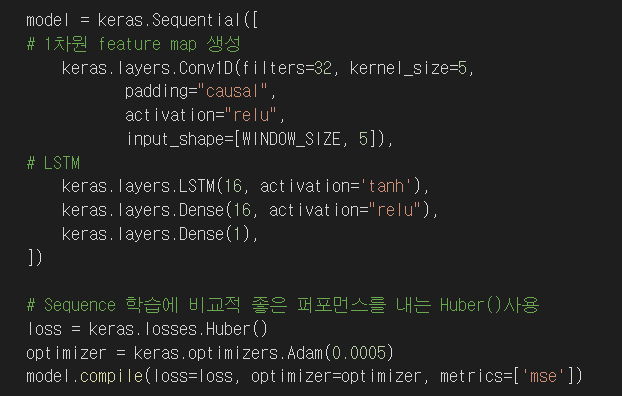 model = keras.Sequential([
# 1차원 feature map 생성
    keras.layers.Conv1D(filters=32, kernel_size=5,
            padding="causal",
            activation="relu",
            input_shape=[WINDOW_SIZE, 5]),
# LSTM
    keras.layers.LSTM(16, activation='tanh'),
    keras.layers.Dense(16, activation="relu"),
    keras.layers.Dense(1),
])

# Sequence 학습에 비교적 좋은 퍼포먼스를 내는 Huber()사용
loss = keras.losses.Huber()
optimizer = keras.optimizers.Adam(0.0005)
model.compile(loss=loss, optimizer=optimizer, metrics=['mse'])